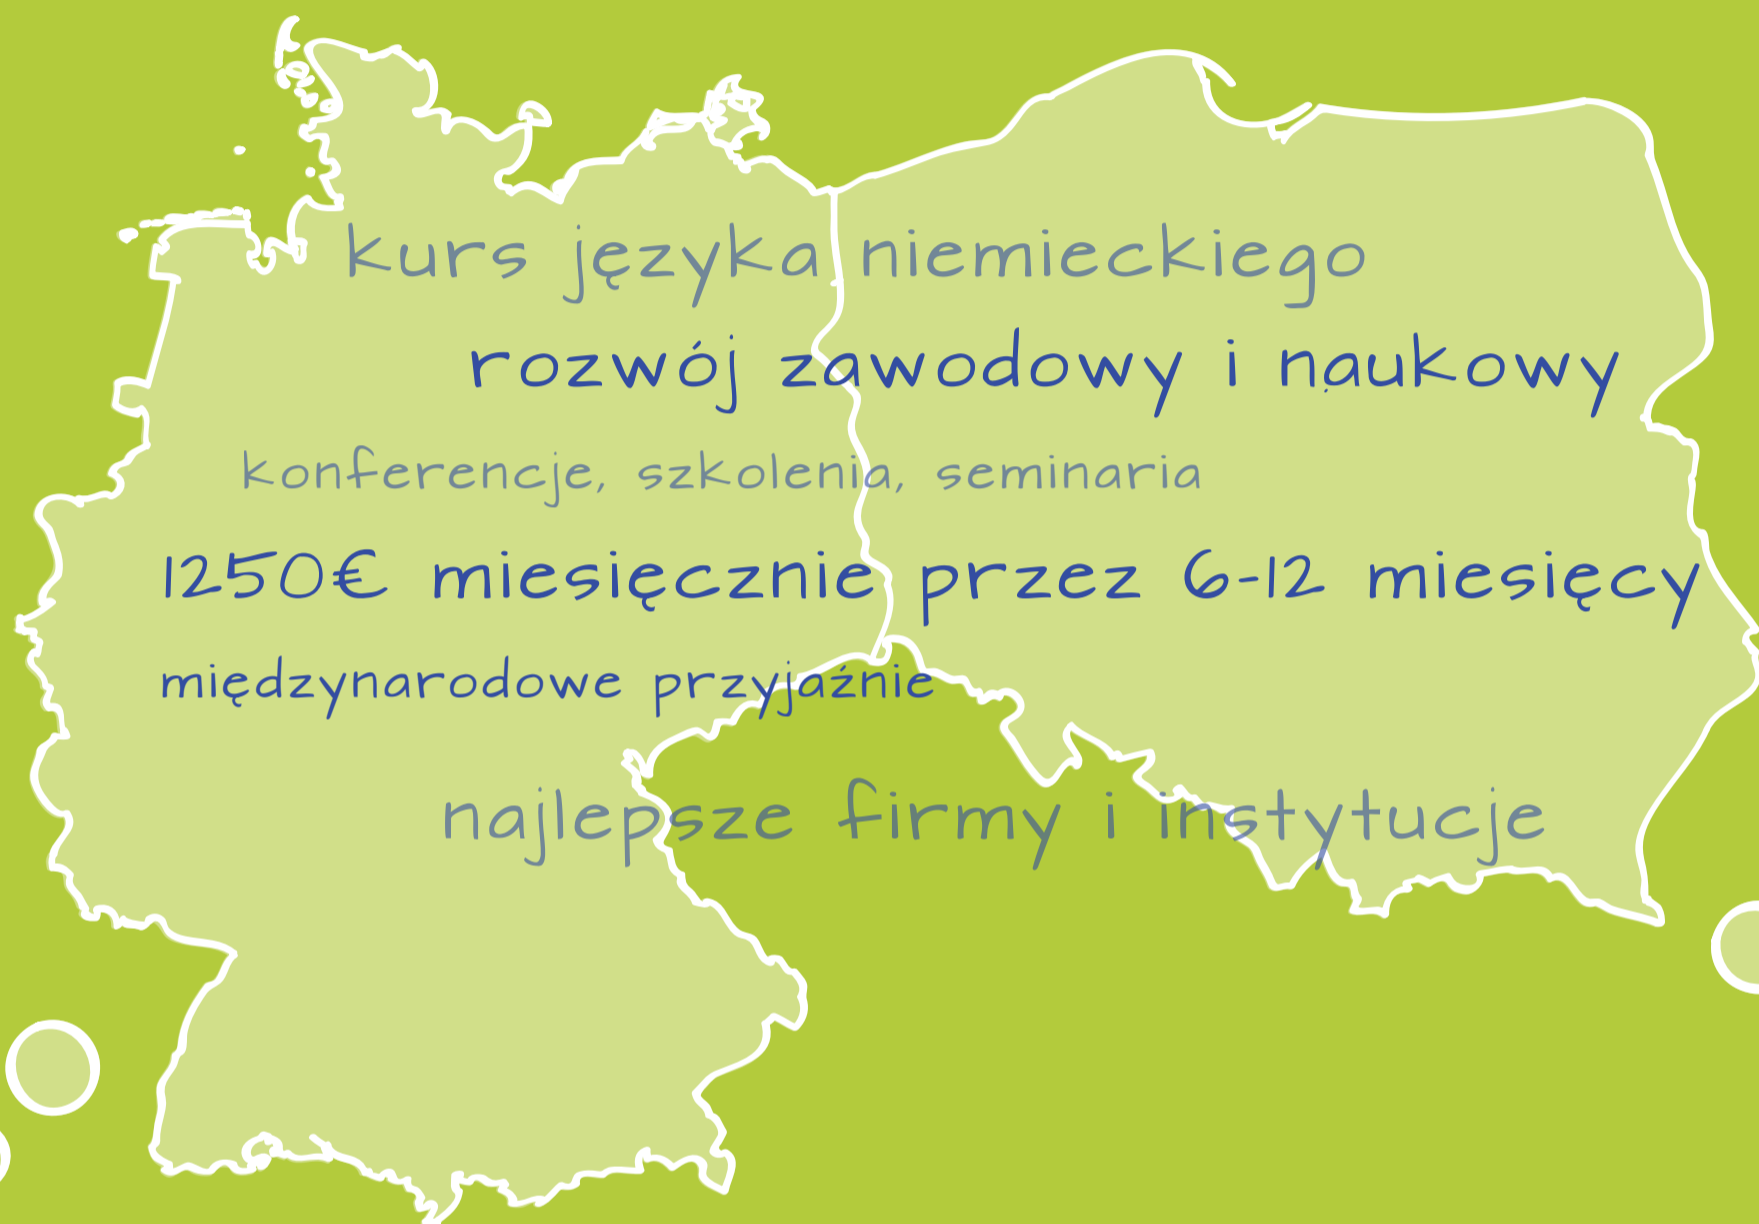 kurs języka niemieckiego
rozwój zawodowy i naukowy
konferencje, szkolenia, seminaria
1250€ miesięcznie przez 6-12 miesięcy
międzynarodowe przyjaźnie
najlepsze firmy i instytucje